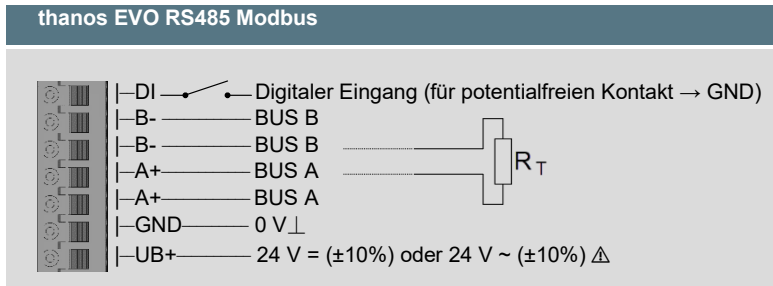 thanos EVO RS485 Modbus
DI Digitaler Eingang (für potentialfreien Kontakt → GND)
B- BUS B
B- BUS B
A+ BUS A
A+ BUS A
GND 0 V⊥
UB+ 24 V = (±10%) oder 24 V ~ (±10%) ⚠
R T